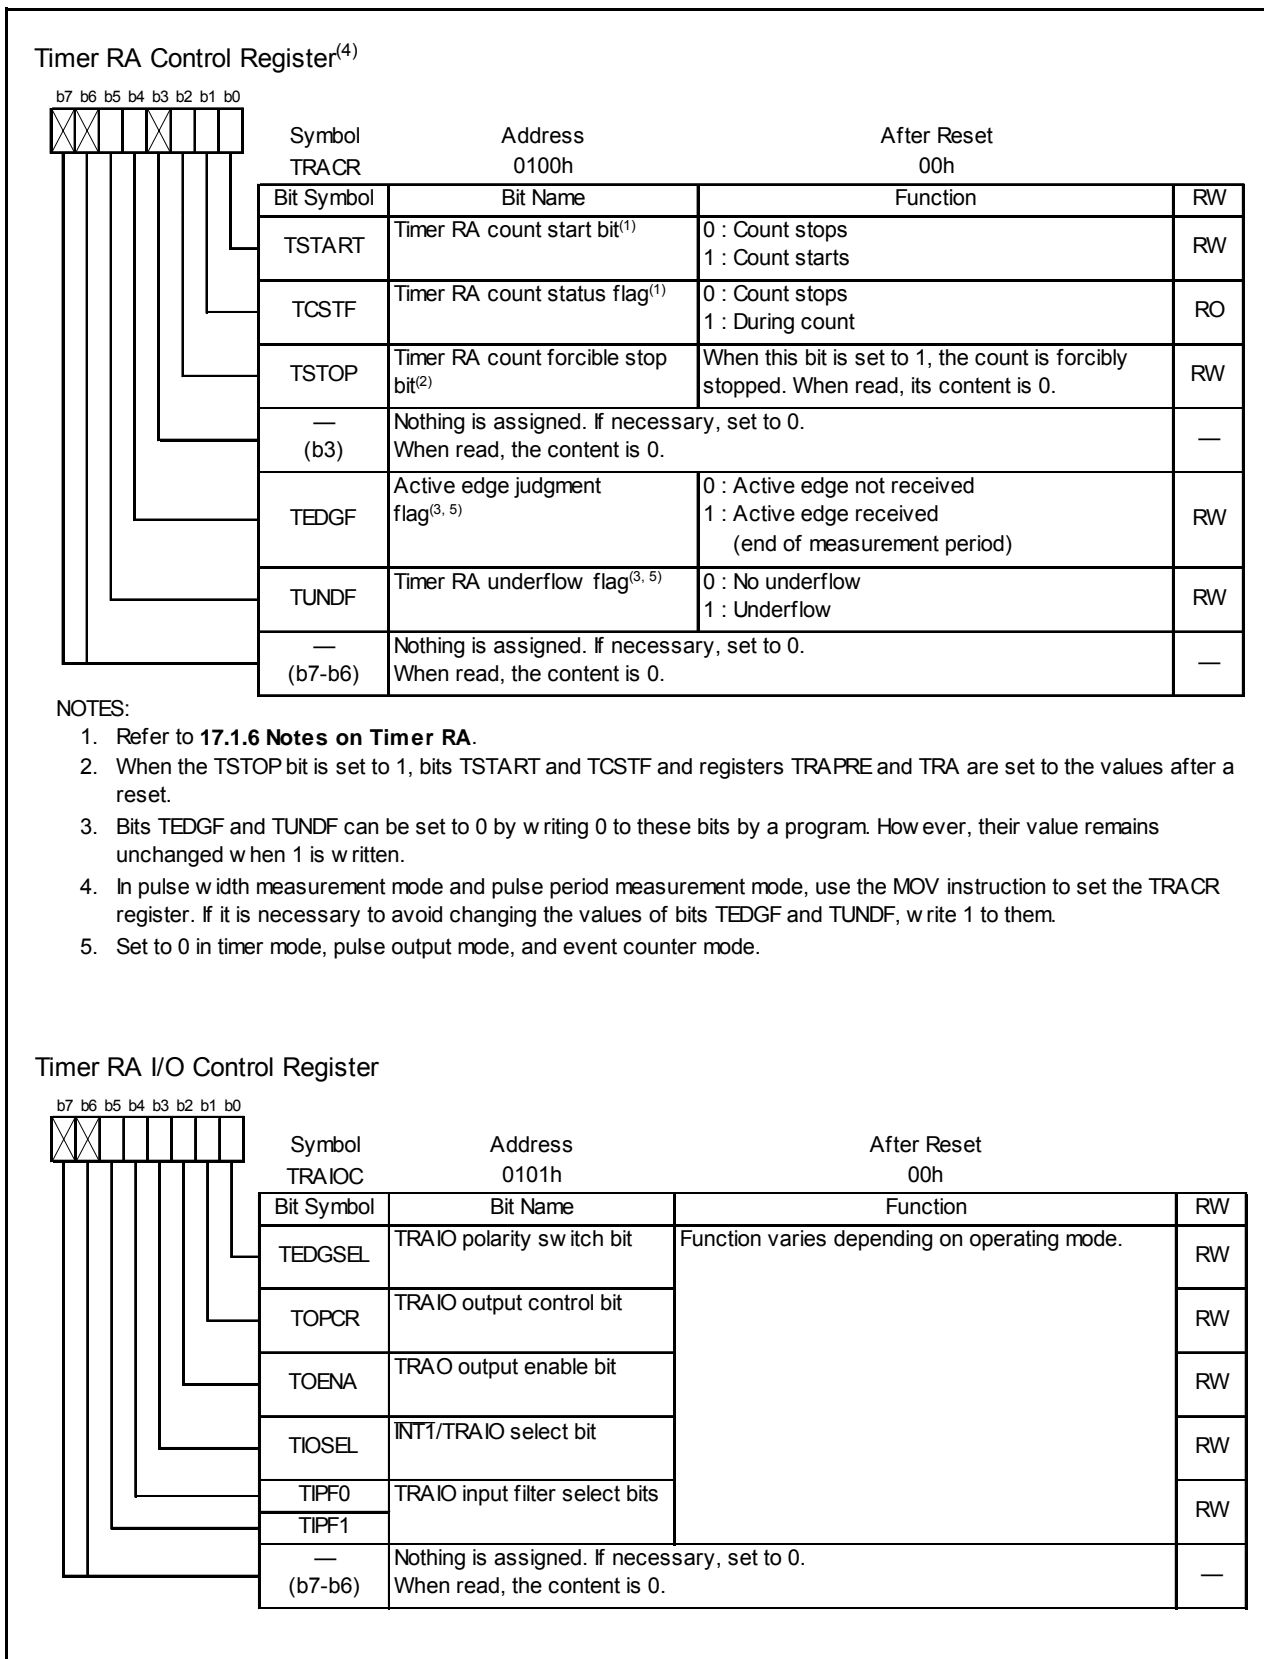 Timer RA Control Register(4)
b7 b6 b5 b4 b3 b2 b1 b0
Symbol Address After Reset
TRACR 0100h 00h
Bit Symbol Bit Name Function RW
TSTART Timer RA count start bit(1) 0 : Count stops RW
1 : Count starts
TCSTF Timer RA count status flag(1) 0 : Count stops RO
1 : During count
TSTOP Timer RA count forcible stop When this bit is set to 1, the count is forcibly RW
bit(2) stopped. When read, its content is 0.
— Nothing is assigned. If necessary, set to 0. —
(b3) When read, the content is 0.
TEDGF Active edge judgment 0 : Active edge not received RW
flag(3, 5) 1 : Active edge received
(end of measurement period)
TUNDF Timer RA underflow flag(3, 5) 0 : No underflow RW
1 : Underflow
— Nothing is assigned. If necessary, set to 0. —
(b7-b6) When read, the content is 0.
NOTES:
1. Refer to 17.1.6 Notes on Timer RA.
2. When the TSTOP bit is set to 1, bits TSTART and TCSTF and registers TRAPRE and TRA are set to the values after a
reset.
3. Bits TEDGF and TUNDF can be set to 0 by writing 0 to these bits by a program. However, their value remains
unchanged when 1 is written.
4. In pulse width measurement mode and pulse period measurement mode, use the MOV instruction to set the TRACR
register. If it is necessary to avoid changing the values of bits TEDGF and TUNDF, write 1 to them.
5. Set to 0 in timer mode, pulse output mode, and event counter mode.
Timer RA I/O Control Register
b7 b6 b5 b4 b3 b2 b1 b0
Symbol Address After Reset
TRAIOC 0101h 00h
Bit Symbol Bit Name Function RW
TEDGSEL TRAIO polarity switch bit Function varies depending on operating mode. RW
TOPCR TRAIO output control bit RW
TOENA TRAO output enable bit RW
TIOSEL INT1/TRAIO select bit RW
TIPF0 TRAIO input filter select bits RW
TIPF1
— Nothing is assigned. If necessary, set to 0. —
(b7-b6) When read, the content is 0.